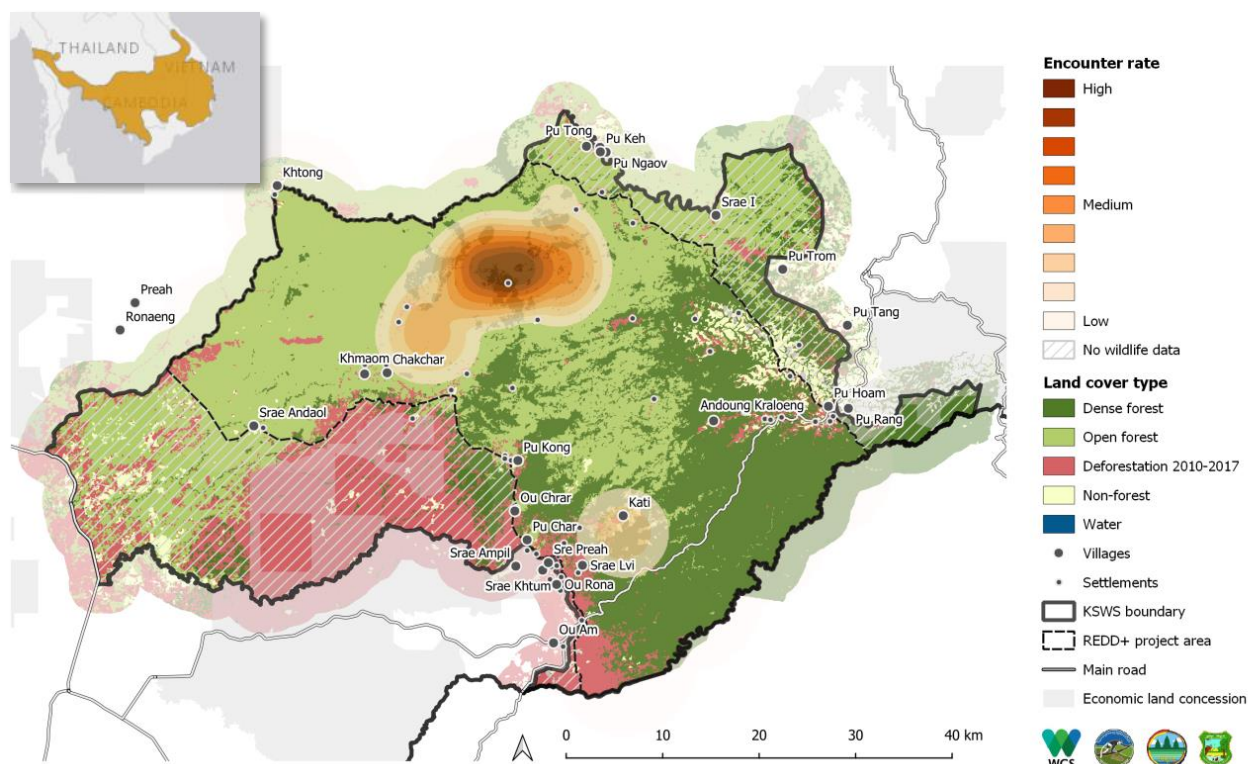 THAILAND
VIETNAM
CAMBODIA
Pu Tong
Pu Keh
Pu Ngaov
Khtong
Srae I
Pu Trom
Preah
Ronaeng
Pu Tang
Khmaom
Chakchar
Pu Hoam
Srae Andaol
Andoung Kraloeng
Pu Rang
Pu Kong
Ou Chrar
Kati
Pu Char
Srae Ampil
Sre Preah
Srae Lvi
Srae Khtum
Ou Rona
Ou Am
0 10 20 30 40 km
Encounter rate
High
Medium
Low
No wildlife data
Land cover type
Dense forest
Open forest
Deforestation 2010-2017
Non-forest
Water
Villages
Settlements
KSWS boundary
REDD+ project area
Main road
Economic land concession
WCS